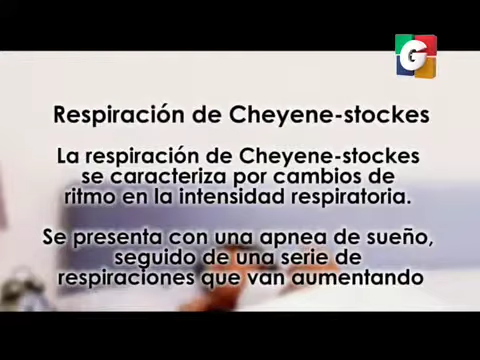 G
Respiración de Cheyene-stockes
La respiración de Cheyene-stockes
se caracteriza por cambios de
ritmo en la intensidad respiratoria.
Se presenta con una apnea de sueño,
seguido de una serie de
respiraciones que van aumentando